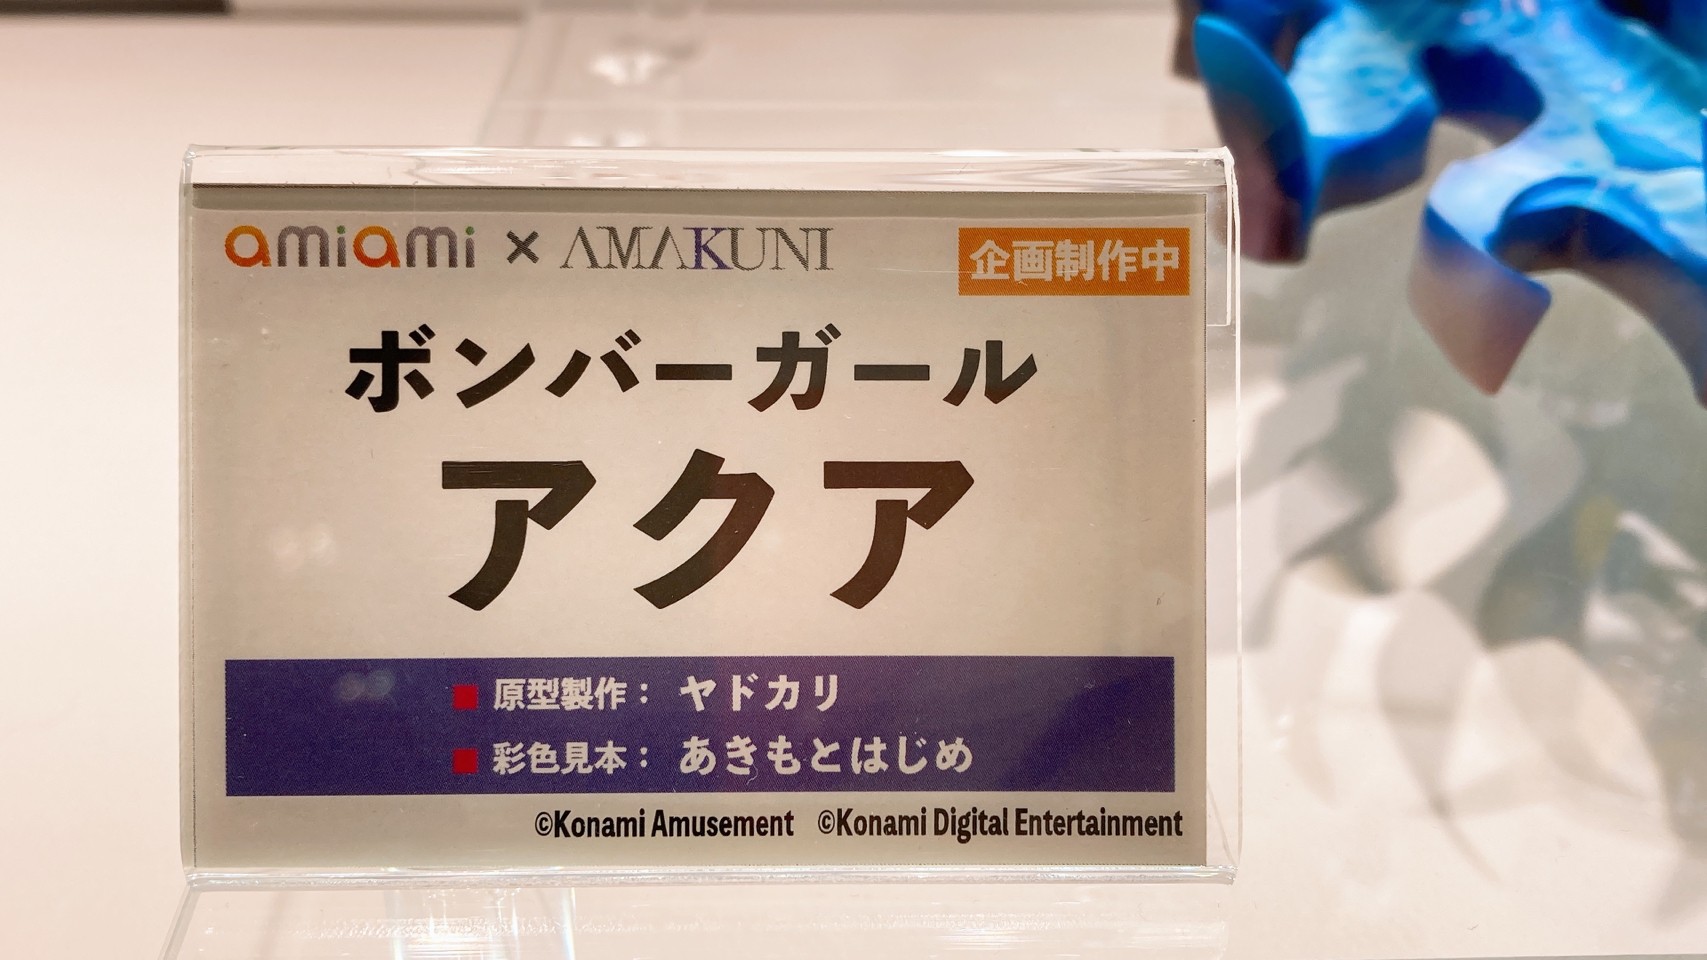 amiami × AMAKUNI
企画制作中
ボンバーガール
アクア
■ 原型製作： ヤドカリ
■ 彩色見本： あきもとはじめ
©Konami Amusement ©Konami Digital Entertainment